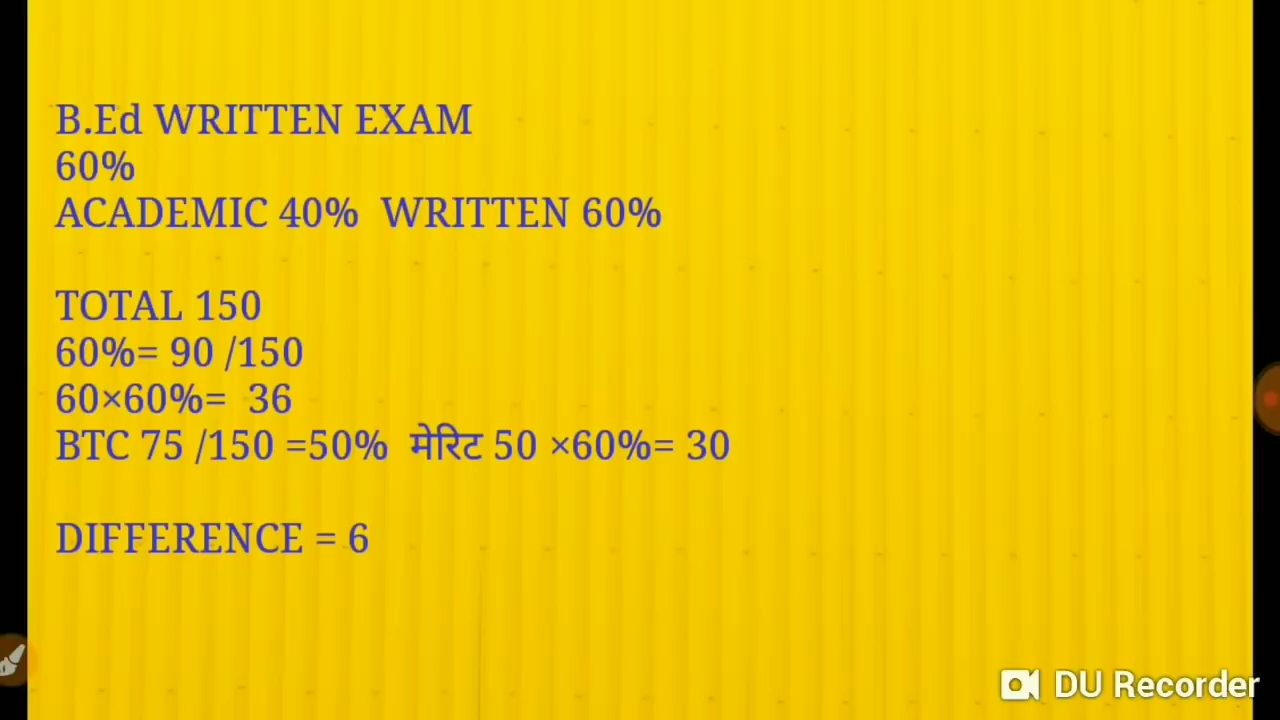 B.Ed WRITTEN EXAM
60%
ACADEMIC 40%  WRITTEN 60%
TOTAL 150
60%= 90 /150
60×60%=  36
BTC 75 /150 =50%  मेरिट 50 ×60%= 30
DIFFERENCE = 6
DU Recorder